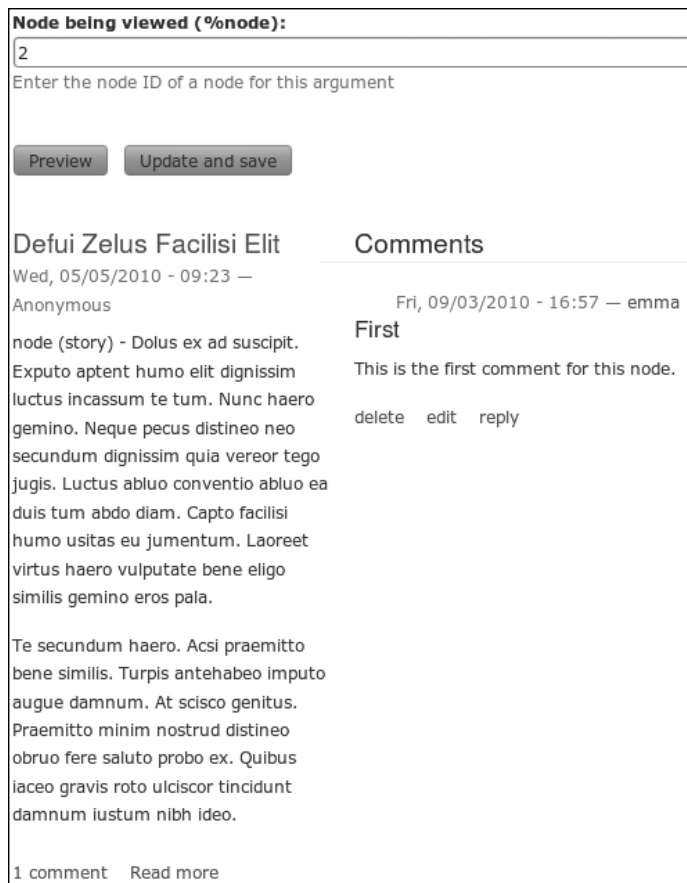 Node being viewed (%node):
2
Enter the node ID of a node for this argument
Preview Update and save
Defui Zelus Facilisi Elit
Wed, 05/05/2010 - 09:23 —
Anonymous
node (story) - Dolus ex ad suscipit.
Exputo aptent humo elit dignissim
luctus incassum te tum. Nunc haero
gemino. Neque pecus distineo neo
secundum dignissim quia vereor tego
jugis. Luctus abluo conventio abluo ea
duis tum abdo diam. Capto facilisi
humo usitas eu jumentum. Laoreet
virtus haero vulputate bene eligo
similis gemino eros pala.
Te secundum haero. Acsi praemitto
bene similis. Turpis antehabeo imputo
augue damnum. At scisco genitus.
Praemitto minim nostrud distineo
obruo fere saluto probo ex. Quibus
iaceo gravis roto ulciscor tincidunt
damnum iustum nibh ideo.
1 comment Read more
Comments
Fri, 09/03/2010 - 16:57 — emma
First
This is the first comment for this node.
delete edit reply